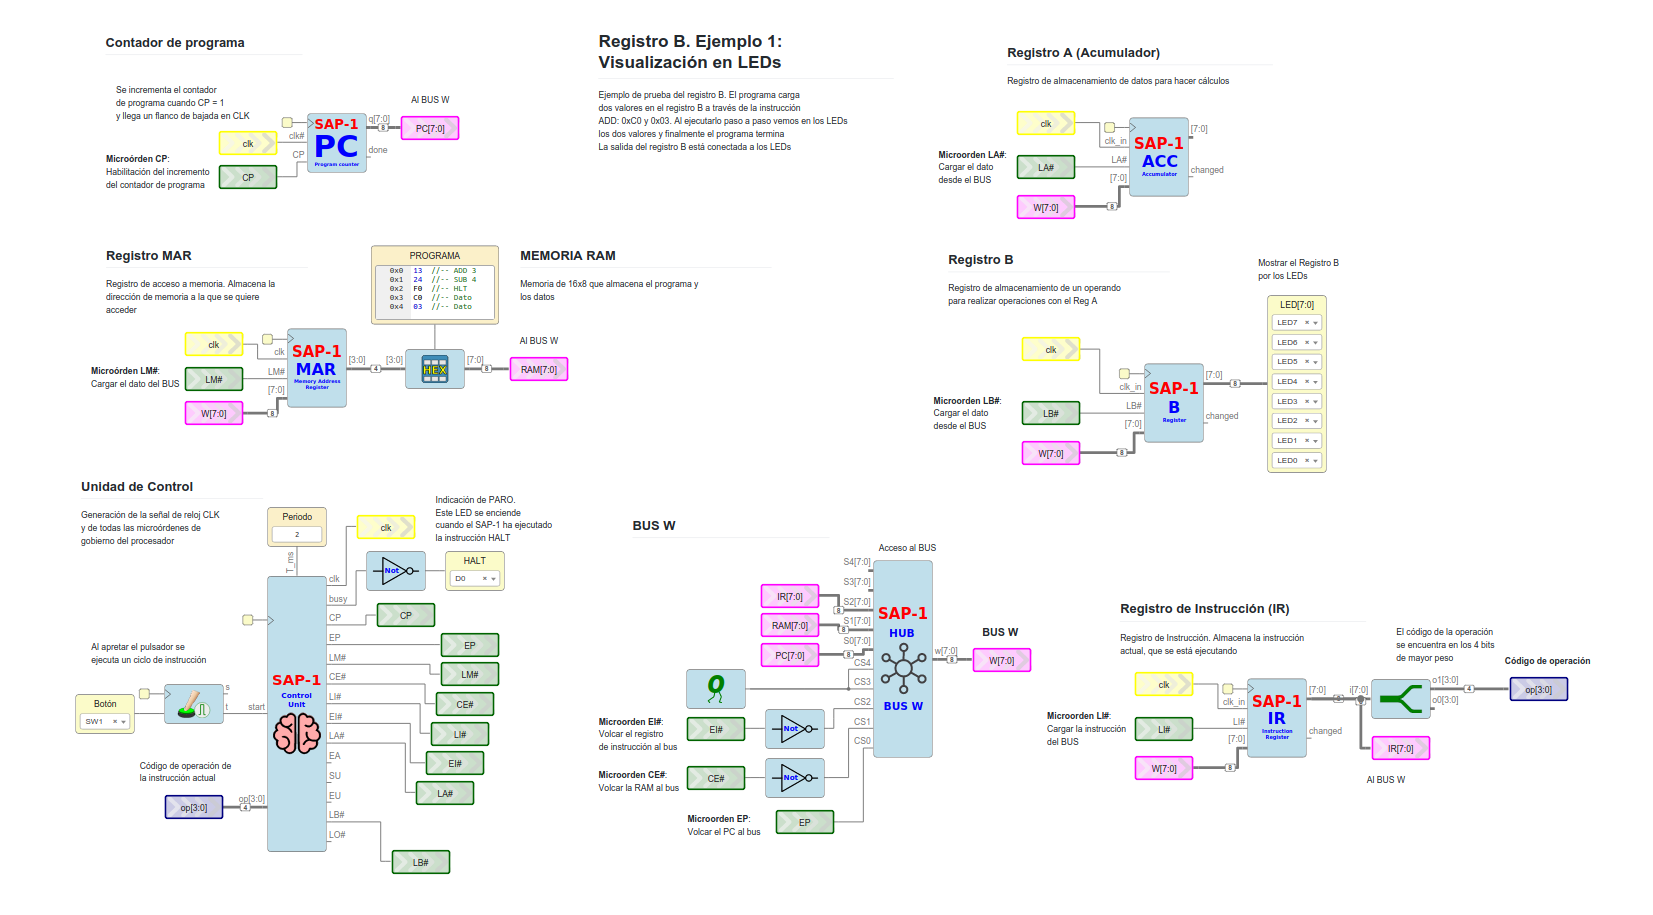 Contador de programa
Se incrementa el contador
de programa cuando CP = 1
y llega un flanco de bajada en CLK
Al BUS W
SAP-1
PC
Program counter
q[7:0]
8
PC[7:0]
clk#
clk
CP
done
Microórden CP:
Habilitación del incremento
del contador de programa
CP
Registro B. Ejemplo 1:
Visualización en LEDs
Ejemplo de prueba del registro B. El programa carga
dos valores en el registro B a través de la instrucción
ADD: 0xC0 y 0x03. Al ejecutarlo paso a paso vemos en los LEDs
los dos valores y finalmente el programa termina
La salida del registro B está conectada a los LEDs
Registro A (Acumulador)
Registro de almacenamiento de datos para hacer cálculos
clk
clk_in
SAP-1
ACC
Accumulator
[7:0]
Microorden LA#:
Cargar el dato
desde el BUS
LA#
LA#
changed
[7:0]
W[7:0]
8
Registro MAR
Registro de acceso a memoria. Almacena la
dirección de memoria a la que se quiere
acceder
PROGRAMA
0x0 13 //-- ADD 3
0x1 24 //-- SUB 4
0x2 F0 //-- HLT
0x3 C0 //-- Dato
0x4 03 //-- Dato
MEMORIA RAM
Memoria de 16x8 que almacena el programa y
los datos
clk
clk
SAP-1
MAR
Memory Address
Register
[3:0]
4
[3:0]
HEX
[7:0]
8
Al BUS W
RAM[7:0]
Microórden LM#:
Cargar el dato del BUS
LM#
LM#
[7:0]
W[7:0]
8
Registro B
Registro de almacenamiento de un operando
para realizar operaciones con el Reg A
Mostrar el Registro B
por los LEDs
LED[7:0]
LED7
LED6
LED5
LED4
LED3
LED2
LED1
LED0
clk
clk_in
SAP-1
B
Register
[7:0]
8
Microorden LB#:
Cargar el dato
desde el BUS
LB#
LB#
changed
[7:0]
W[7:0]
8
Unidad de Control
Generación de la señal de reloj CLK
y de todas las microórdenes de
gobierno del procesador
Periodo
2
T_ms
Indicación de PARO.
Este LED se enciende
cuando el SAP-1 ha ejecutado
la instrucción HALT
clk
clk
Not
HALT
D0
busy
CP
CP
EP
EP
LM#
LM#
CE#
CE#
LI#
LI#
EI#
EI#
LA#
LA#
EA
SU
EU
LB#
LB#
LO#
SAP-1
Control
Unit
Al apretar el pulsador se
ejecuta un ciclo de instrucción
Botón
SW1
s
t
start
Código de operación de
la instrucción actual
op[3:0]
op[3:0]
4
BUS W
Acceso al BUS
S4[7:0]
S3[7:0]
S2[7:0]
S1[7:0]
S0[7:0]
CS4
CS3
CS2
CS1
CS0
IR[7:0]
8
RAM[7:0]
8
PC[7:0]
8
SAP-1
HUB
BUS W
w[7:0]
8
BUS W
W[7:0]
0
Microorden EI#:
Volcar el registro
de instrucción al bus
EI#
Not
Microorden CE#:
Volcar la RAM al bus
CE#
Not
Microorden EP:
Volcar el PC al bus
EP
Registro de Instrucción (IR)
Registro de Instrucción. Almacena la instrucción
actual, que se está ejecutando
El código de la operación
se encuentra en los 4 bits
de mayor peso
Código de operación
clk
clk_in
SAP-1
IR
Instruction
Register
[7:0]
8
i[7:0]
o1[3:0]
4
op[3:0]
o0[3:0]
Microorden LI#:
Cargar la instrucción
del BUS
LI#
LI#
changed
[7:0]
W[7:0]
8
IR[7:0]
Al BUS W